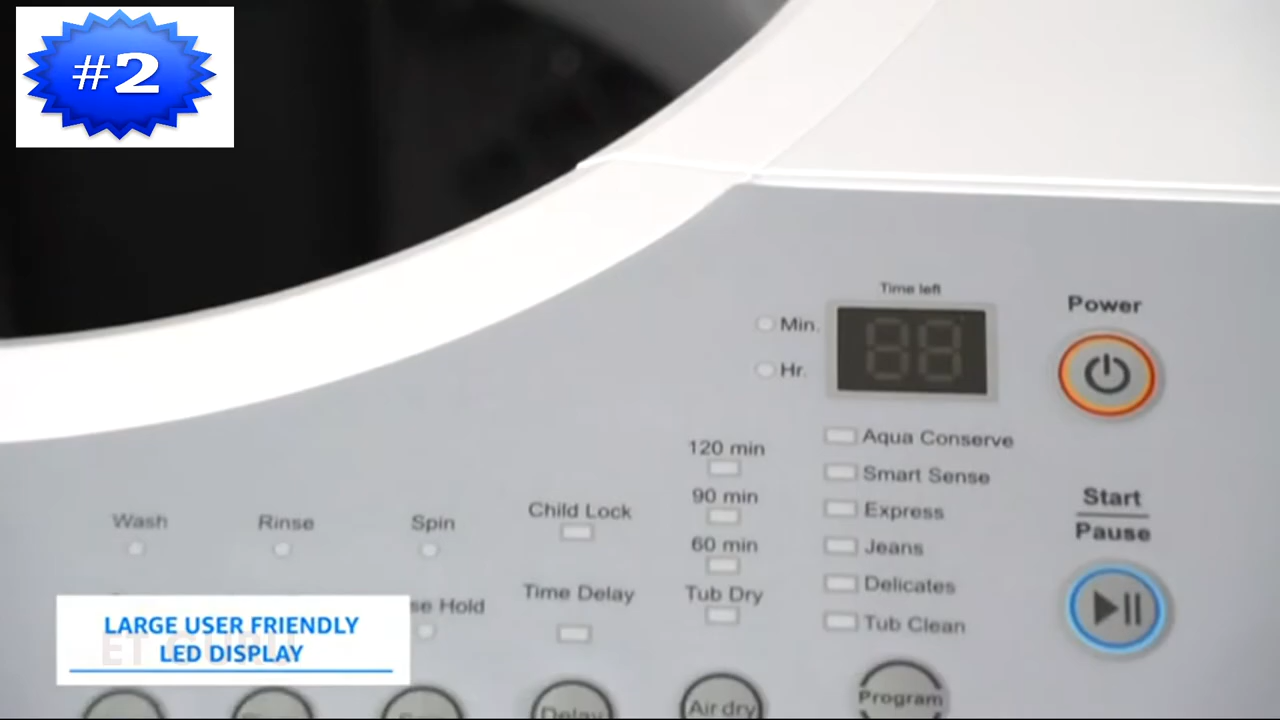 #2
Time left
Min.
Hr.
Power
120 min
90 min
60 min
Tub Dry
Aqua Conserve
Smart Sense
Express
Jeans
Delicates
Tub Clean
Start
Pause
Wash
Rinse
Spin
Child Lock
Time Delay
se Hold
LARGE USER FRIENDLY
LED DISPLAY
Delay
Air dry
Program